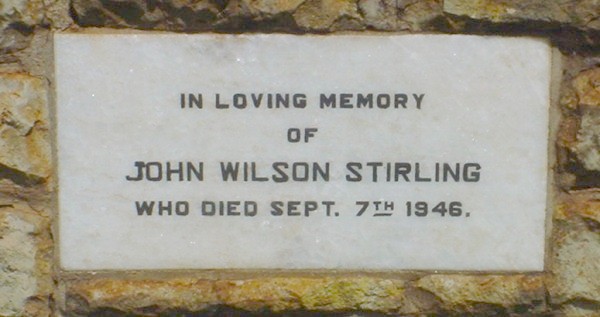 IN LOVING MEMORY
OF
JOHN WILSON STIRLING
WHO DIED SEPT. 7TH 1946.